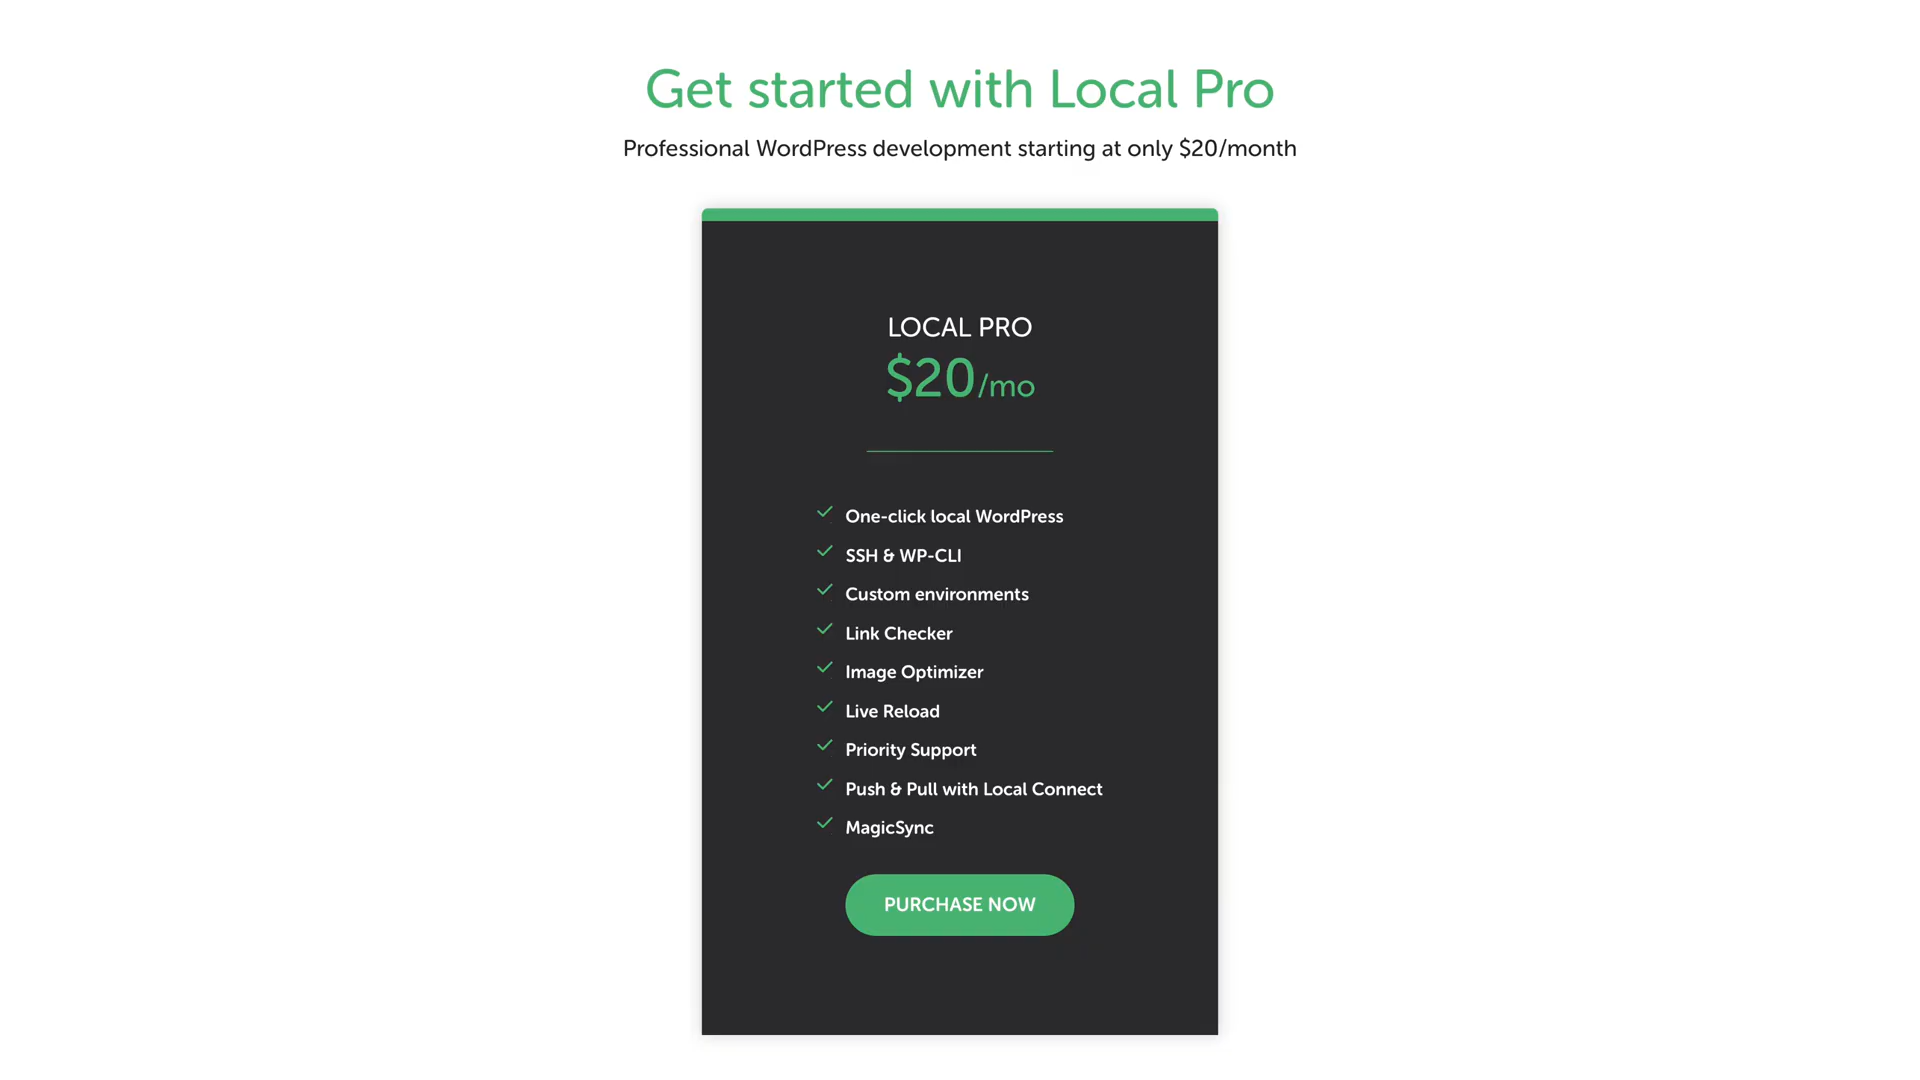 Get started with Local Pro
Professional WordPress development starting at only $20/month
LOCAL PRO
$20/mo
One-click local WordPress
SSH & WP-CLI
Custom environments
Link Checker
Image Optimizer
Live Reload
Priority Support
Push & Pull with Local Connect
MagicSync
PURCHASE NOW